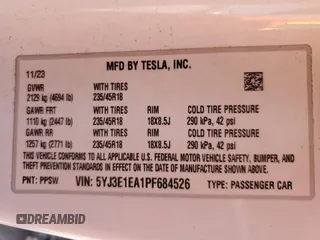 MFD BY TESLA, INC.
11/23
GVWR WITH TIRES
2129 kg (4694 lb) 235/45R18
GAWR FRT WITH TIRES RIM COLD TIRE PRESSURE
1110 kg (2447 lb) 235/45R18 18X8.5J 290 kPa, 42 psi
GAWR RR WITH TIRES RIM COLD TIRE PRESSURE
1257 kg (2771 lb) 235/45R18 18X8.5J 290 kPa, 42 psi
THIS VEHICLE CONFORMS TO ALL APPLICABLE U.S. FEDERAL MOTOR VEHICLE SAFETY, BUMPER, AND
THEFT PREVENTION STANDARDS IN EFFECT ON THE DATE OF MANUFACTURE SHOWN ABOVE.
PNT: PPSW VIN: 5YJ3E1EA1PF684526 TYPE: PASSENGER CAR
DREAMBID